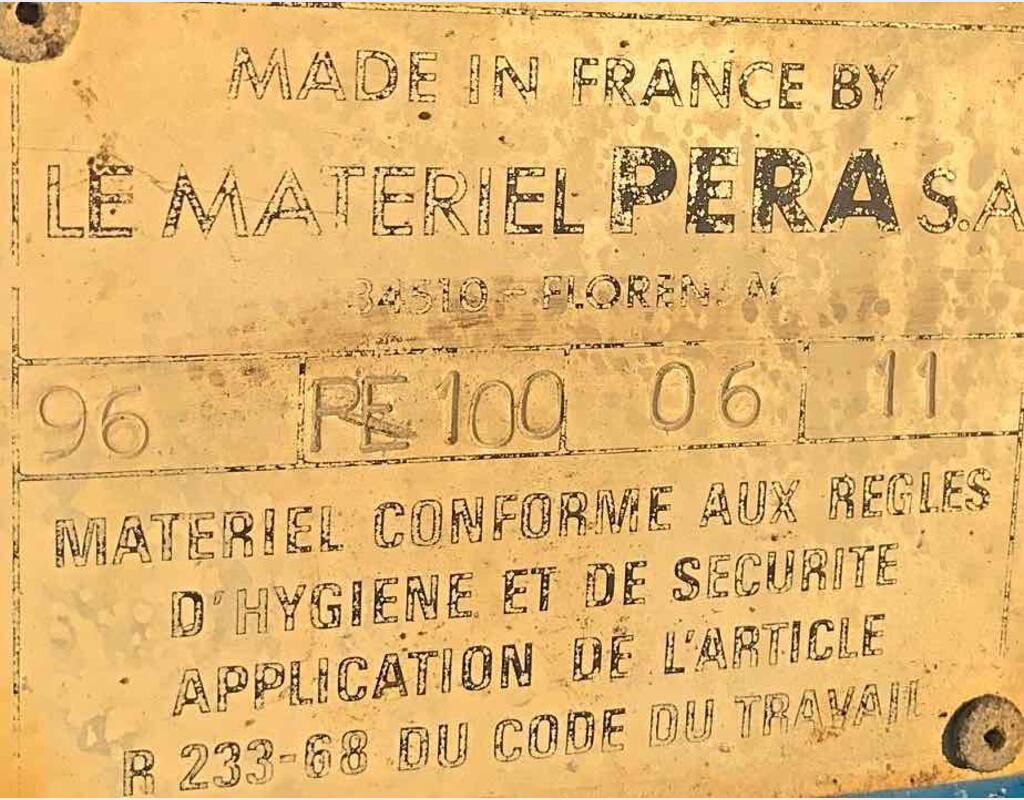 MADE IN FRANCE BY
LE MATERIEL PERA S.A
34510 - FLORENSAC
96 PE 100 06 11
MATERIEL CONFORME AUX REGLES
D'HYGIENE ET DE SECURITE
APPLICATION DE L'ARTICLE
R 233-68 DU CODE DU TRAVAIL